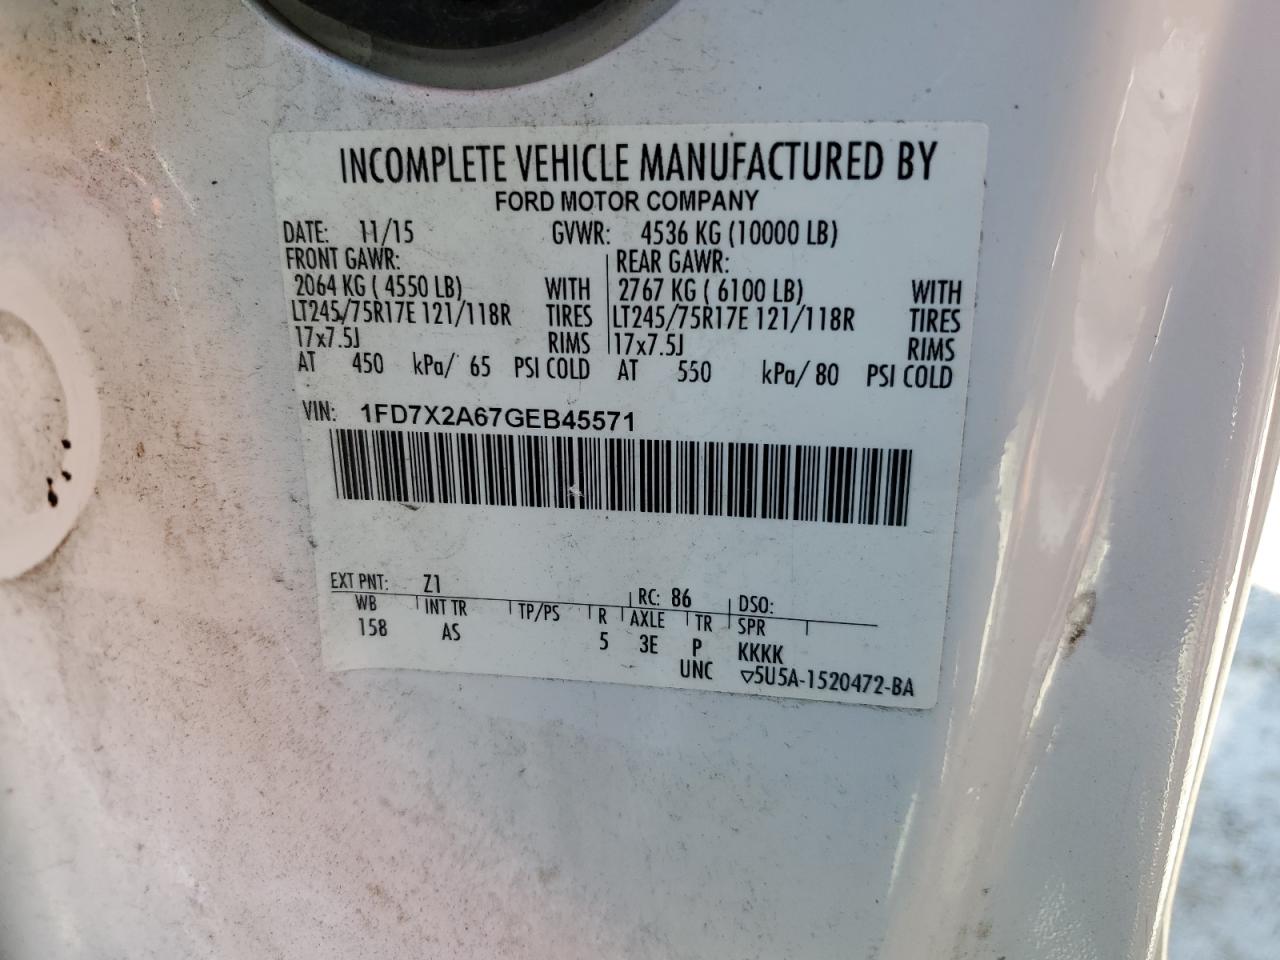 INCOMPLETE VEHICLE MANUFACTURED BY
FORD MOTOR COMPANY
DATE: 11/15 GVWR: 4536 KG (10000 LB)
FRONT GAWR: REAR GAWR:
2064 KG ( 4550 LB) WITH 2767 KG ( 6100 LB) WITH
LT245/75R17E 121/118R TIRES LT245/75R17E 121/118R TIRES
17x7.5J RIMS 17x7.5J RIMS
AT 450 kPa/ 65 PSI COLD AT 550 kPa/ 80 PSI COLD
VIN: 1FD7X2A67GEB45571
EXT PNT: Z1 RC: 86 DSO:
WB INT TR TP/PS R AXLE TR SPR
158 AS 5 3E P KKKK
UNC ▽5U5A-1520472-BA